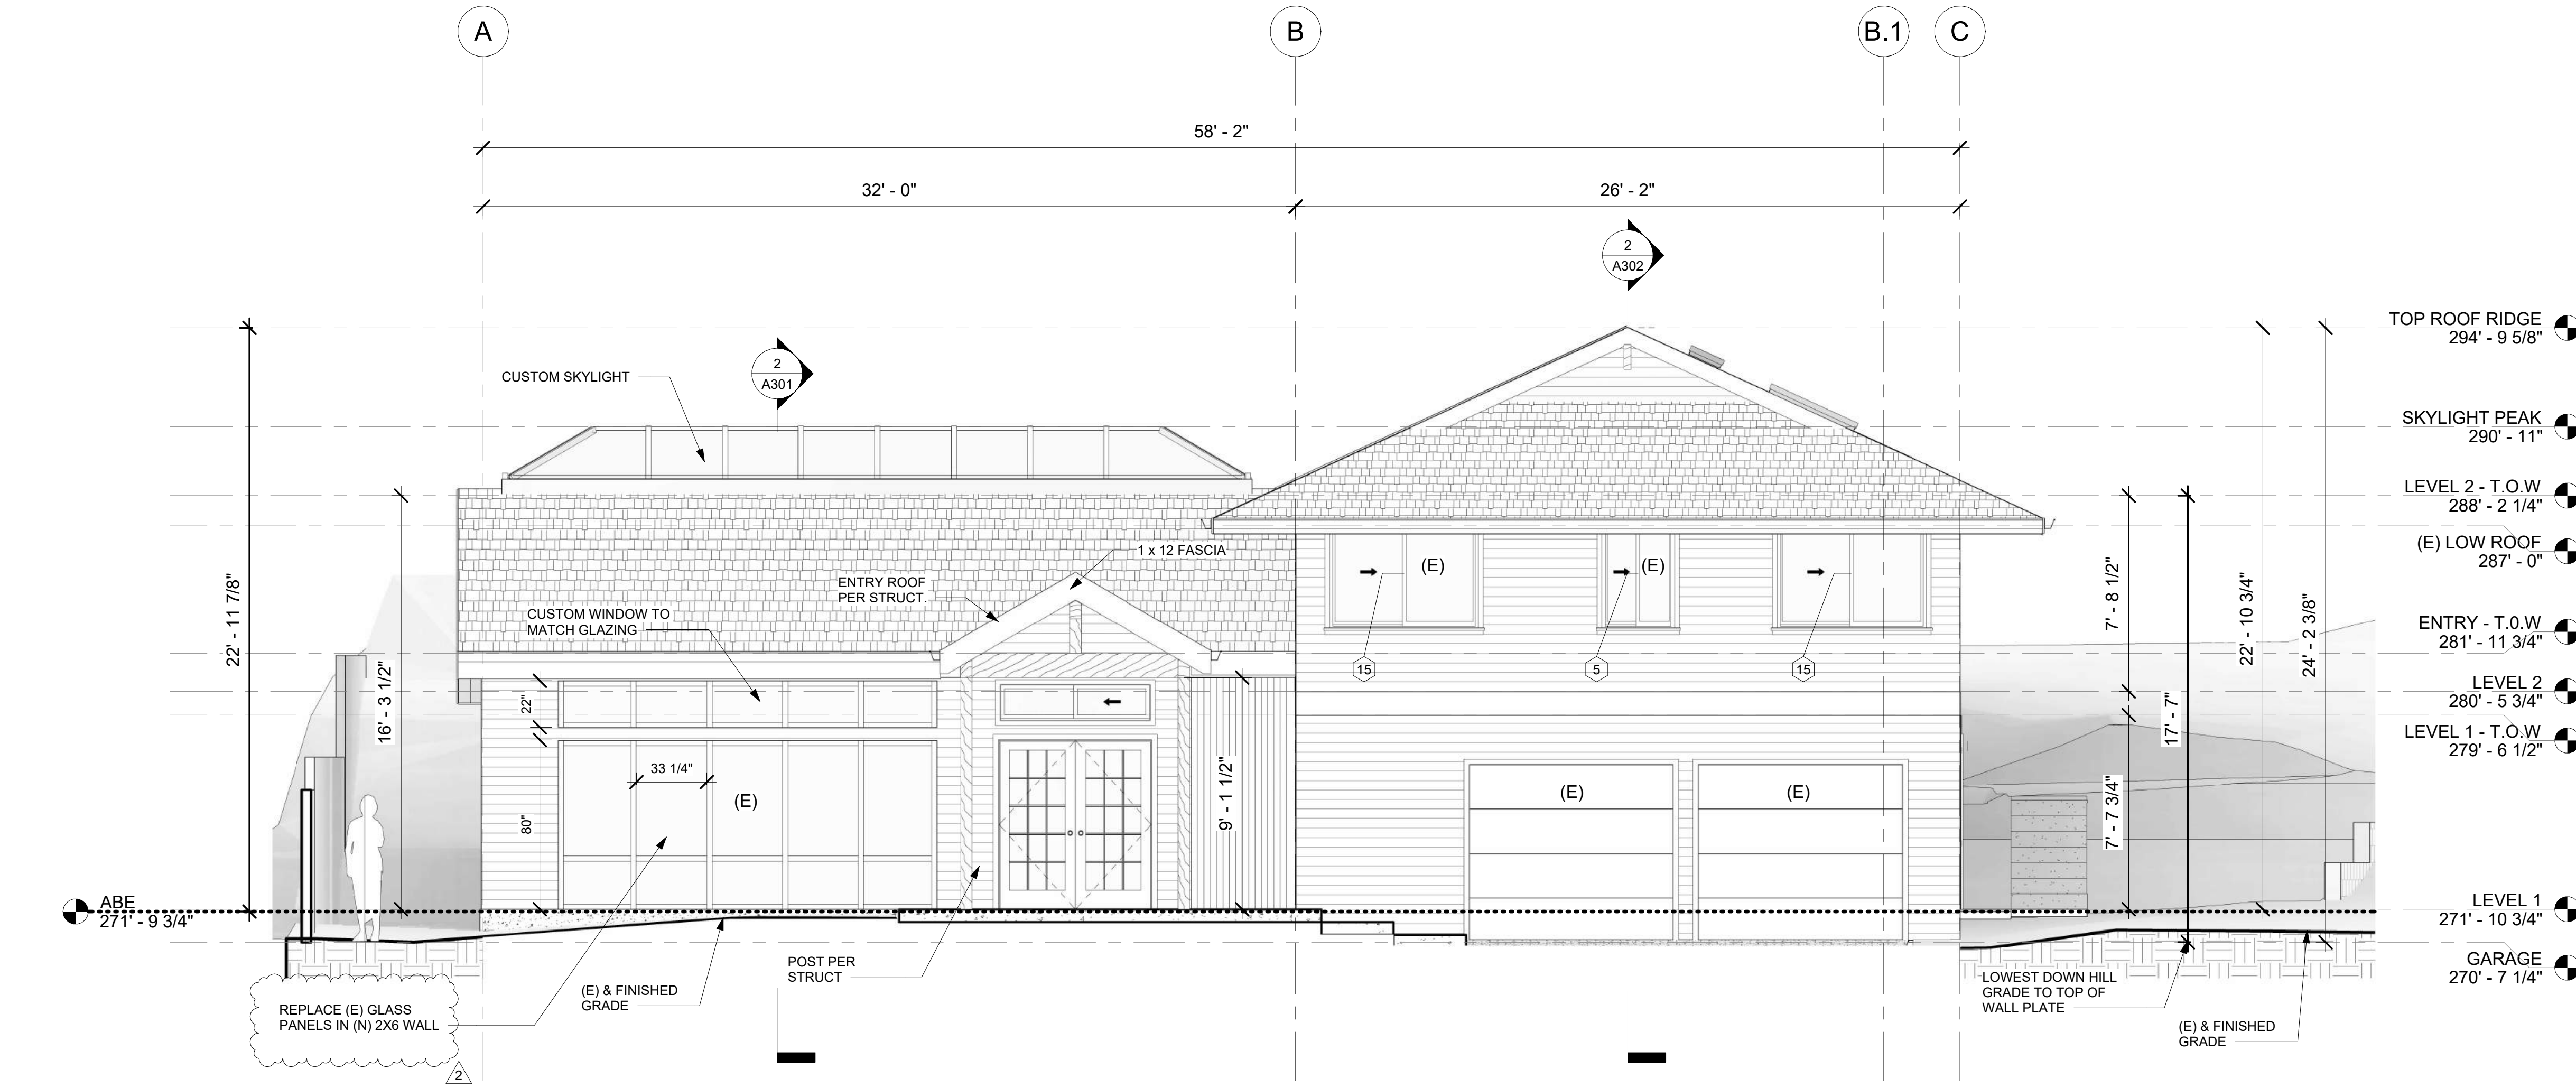 A
B
B.1
C
58' - 2"
32' - 0"
26' - 2"
2
A302
2
A301
CUSTOM SKYLIGHT
TOP ROOF RIDGE
294' - 9 5/8"
SKYLIGHT PEAK
290' - 11"
LEVEL 2 - T.O.W
288' - 2 1/4"
(E) LOW ROOF
287' - 0"
ENTRY - T.0.W
281' - 11 3/4"
LEVEL 2
280' - 5 3/4"
LEVEL 1 - T.O.W
279' - 6 1/2"
LEVEL 1
271' - 10 3/4"
GARAGE
270' - 7 1/4"
22' - 11 7/8"
16' - 3 1/2"
1 x 12 FASCIA
ENTRY ROOF
PER STRUCT.
CUSTOM WINDOW TO
MATCH GLAZING
(E)
(E)
15
5
15
22"
80"
33 1/4"
(E)
9' - 1 1/2"
(E)
(E)
7' - 8 1/2"
7' - 7 3/4"
17' - 7"
22' - 10 3/4"
24' - 2 3/8"
ABE
271' - 9 3/4"
POST PER
STRUCT
(E) & FINISHED
GRADE
REPLACE (E) GLASS
PANELS IN (N) 2X6 WALL
2
LOWEST DOWN HILL
GRADE TO TOP OF
WALL PLATE
(E) & FINISHED
GRADE